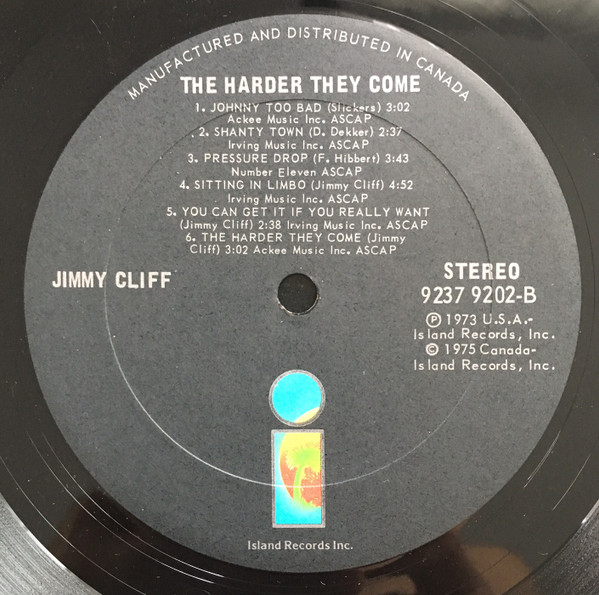 MANUFACTURED AND DISTRIBUTED IN CANADA
THE HARDER THEY COME
1. JOHNNY TOO BAD (Slickers) 3:02
Ackee Music Inc. ASCAP
2. SHANTY TOWN (D. Dekker) 2:37
Irving Music Inc. ASCAP
3. PRESSURE DROP (F. Hibbert) 3:43
Number Eleven ASCAP
4. SITTING IN LIMBO (Jimmy Cliff) 4:52
Irving Music Inc. ASCAP
5. YOU CAN GET IT IF YOU REALLY WANT
(Jimmy Cliff) 2:38 Irving Music Inc. ASCAP
6. THE HARDER THEY COME (Jimmy
Cliff) 3:02 Ackee Music Inc. ASCAP
JIMMY CLIFF
STEREO
9237 9202-B
Ⓟ 1973 U.S.A.-
Island Records, Inc.
© 1975 Canada-
Island Records, Inc.
i
Island Records Inc.